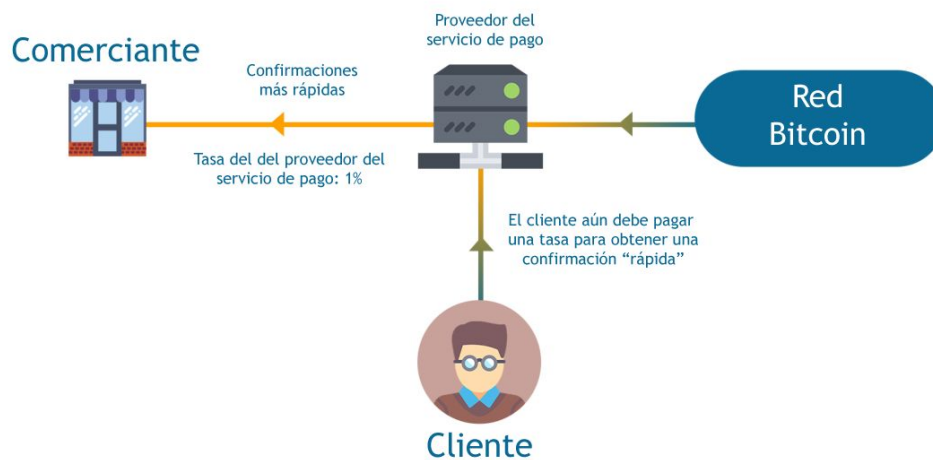 Proveedor del
servicio de pago
Comerciante
Confirmaciones
más rápidas
Red
Bitcoin
Tasa del del proveedor del
servicio de pago: 1%
El cliente aún debe pagar
una tasa para obtener una
confirmación “rápida”
Cliente